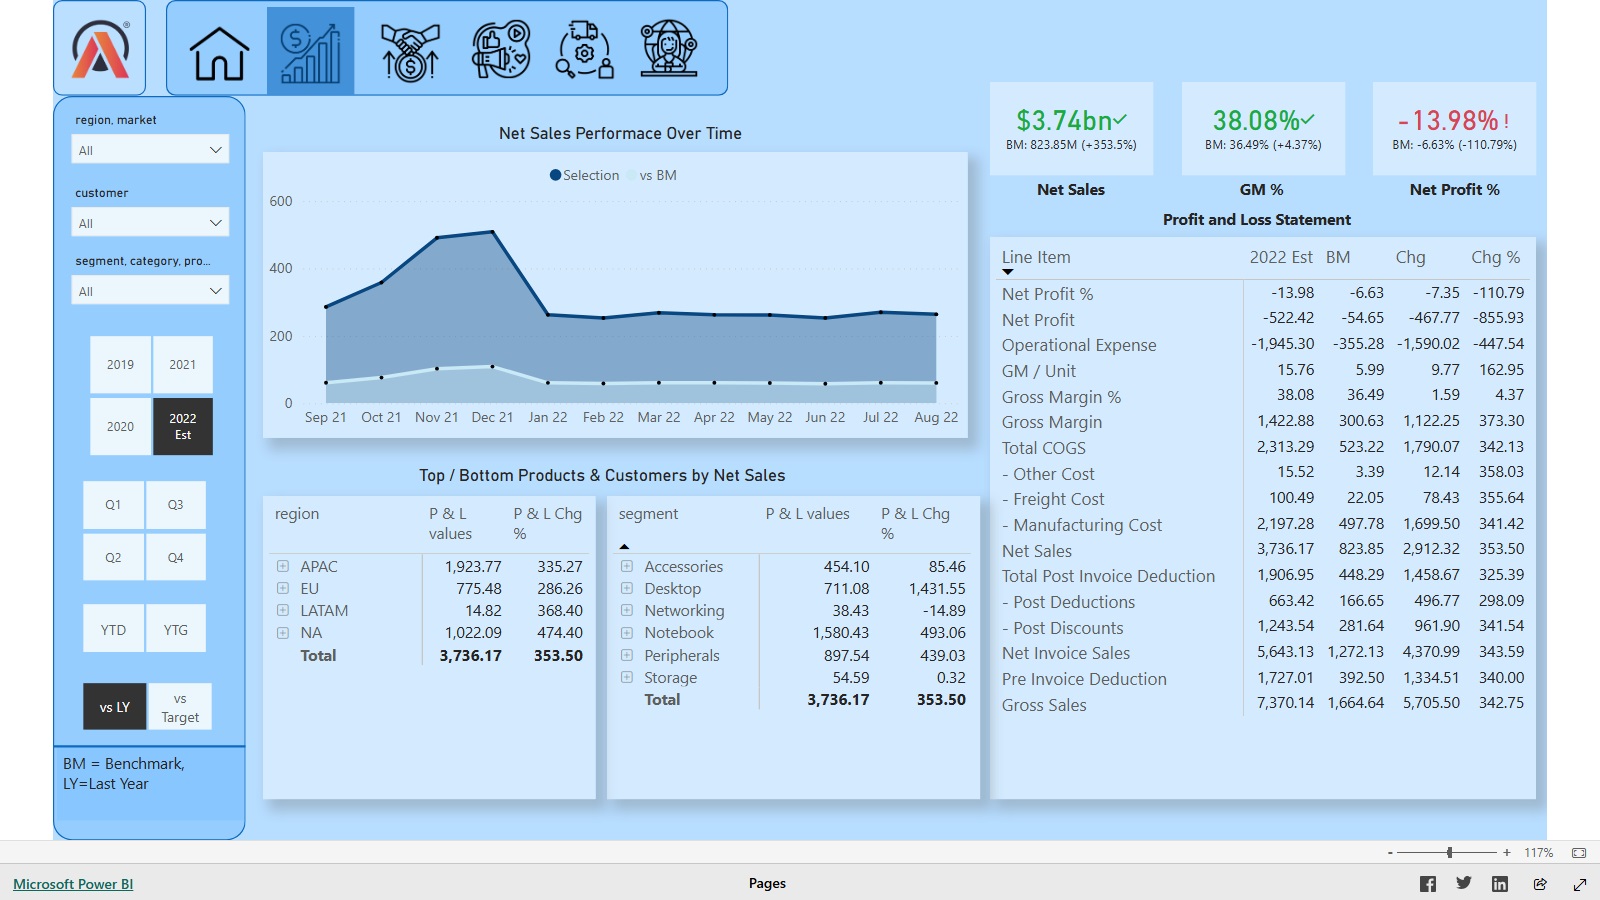 ®
region, market
All
customer
All
segment, category, pro...
All
2019
2021
2020
2022
Est
Q1
Q3
Q2
Q4
YTD
YTG
vs LY
vs
Target
BM = Benchmark,
LY=Last Year
Net Sales Performace Over Time
Selection vs BM
600
400
200
0
Sep 21 Oct 21 Nov 21 Dec 21 Jan 22 Feb 22 Mar 22 Apr 22 May 22 Jun 22 Jul 22 Aug 22
Top / Bottom Products & Customers by Net Sales
region P & L values P & L Chg %
APAC 1,923.77 335.27
EU 775.48 286.26
LATAM 14.82 368.40
NA 1,022.09 474.40
Total 3,736.17 353.50
segment P & L values P & L Chg %
Accessories 454.10 85.46
Desktop 711.08 1,431.55
Networking 38.43 -14.89
Notebook 1,580.43 493.06
Peripherals 897.54 439.03
Storage 54.59 0.32
Total 3,736.17 353.50
$3.74bn
BM: 823.85M (+353.5%)
Net Sales
38.08%
BM: 36.49% (+4.37%)
GM %
-13.98% !
BM: -6.63% (-110.79%)
Net Profit %
Profit and Loss Statement
Line Item 2022 Est BM Chg Chg %
Net Profit % -13.98 -6.63 -7.35 -110.79
Net Profit -522.42 -54.65 -467.77 -855.93
Operational Expense -1,945.30 -355.28 -1,590.02 -447.54
GM / Unit 15.76 5.99 9.77 162.95
Gross Margin % 38.08 36.49 1.59 4.37
Gross Margin 1,422.88 300.63 1,122.25 373.30
Total COGS 2,313.29 523.22 1,790.07 342.13
- Other Cost 15.52 3.39 12.14 358.03
- Freight Cost 100.49 22.05 78.43 355.64
- Manufacturing Cost 2,197.28 497.78 1,699.50 341.42
Net Sales 3,736.17 823.85 2,912.32 353.50
Total Post Invoice Deduction 1,906.95 448.29 1,458.67 325.39
- Post Deductions 663.42 166.65 496.77 298.09
- Post Discounts 1,243.54 281.64 961.90 341.54
Net Invoice Sales 5,643.13 1,272.13 4,370.99 343.59
Pre Invoice Deduction 1,727.01 392.50 1,334.51 340.00
Gross Sales 7,370.14 1,664.64 5,705.50 342.75
- + 117%
Microsoft Power BI
Pages